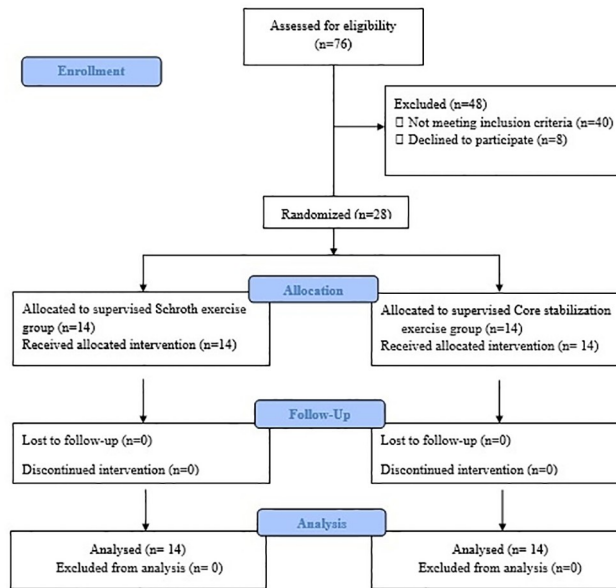 Assessed for eligibility
(n=76)
Enrollment
Excluded (n=48)
□ Not meeting inclusion criteria (n=40)
□ Declined to participate (n=8)
Randomized (n=28)
Allocation
Allocated to supervised Schroth exercise
group (n=14)
Received allocated intervention (n=14)
Allocated to supervised Core stabilization
exercise group (n=14)
Received allocated intervention (n= 14)
Follow-Up
Lost to follow-up (n=0)
Discontinued intervention (n=0)
Lost to follow-up (n=0)
Discontinued intervention (n=0)
Analysis
Analysed (n= 14)
Excluded from analysis (n= 0)
Analysed (n= 14)
Excluded from analysis (n=0)